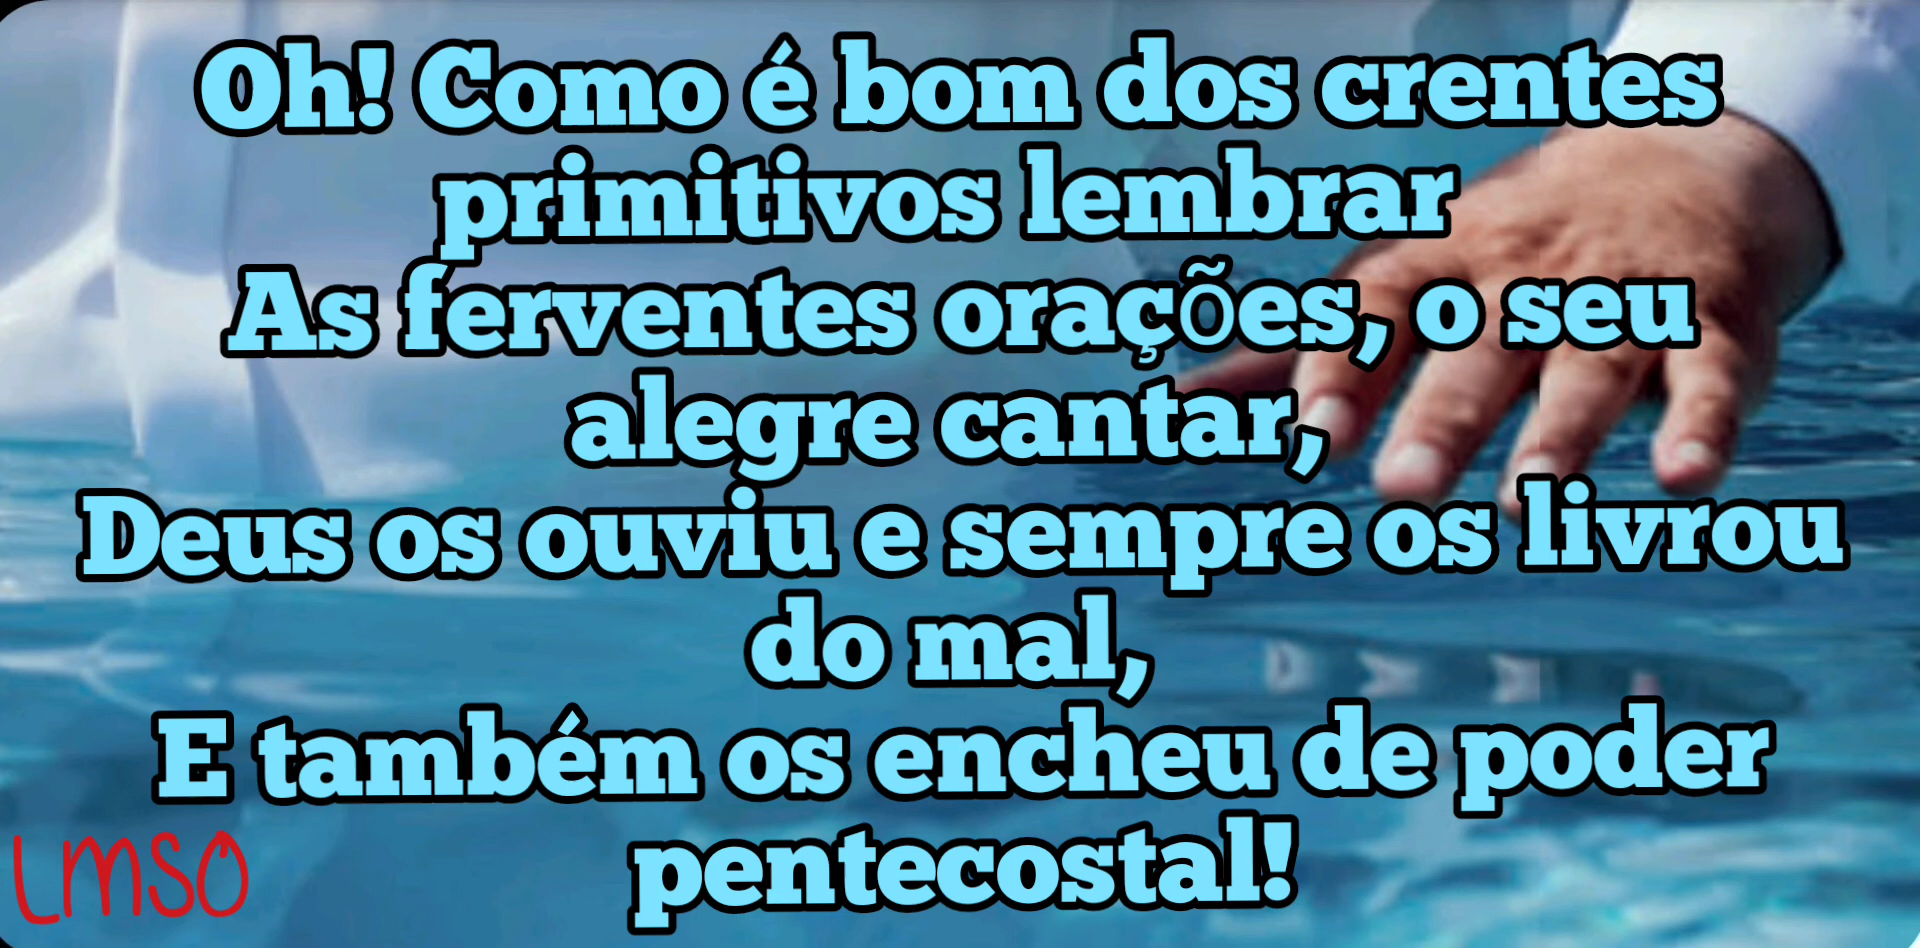 Oh! Como é bom dos crentes
primitivos lembrar
As ferventes orações, o seu
alegre cantar,
Deus os ouviu e sempre os livrou
do mal,
E também os encheu de poder
pentecostal!
LMSO